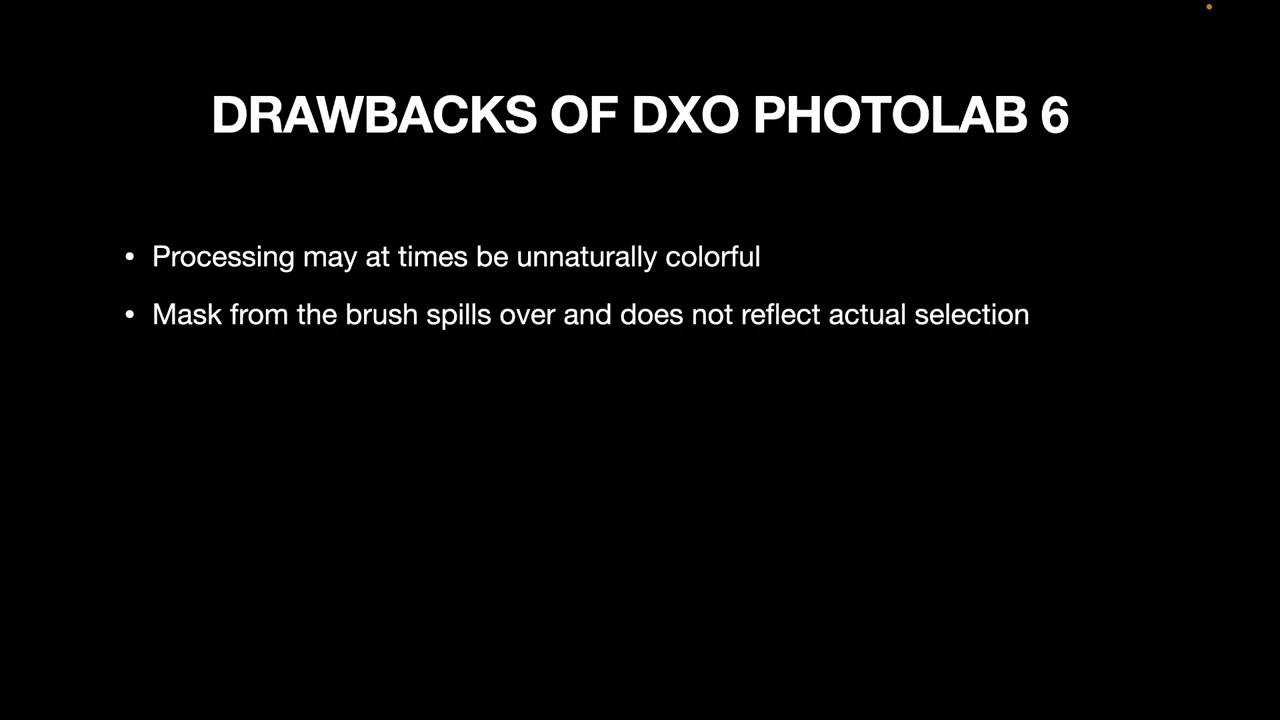 DRAWBACKS OF DXO PHOTOLAB 6
• Processing may at times be unnaturally colorful
• Mask from the brush spills over and does not reflect actual selection